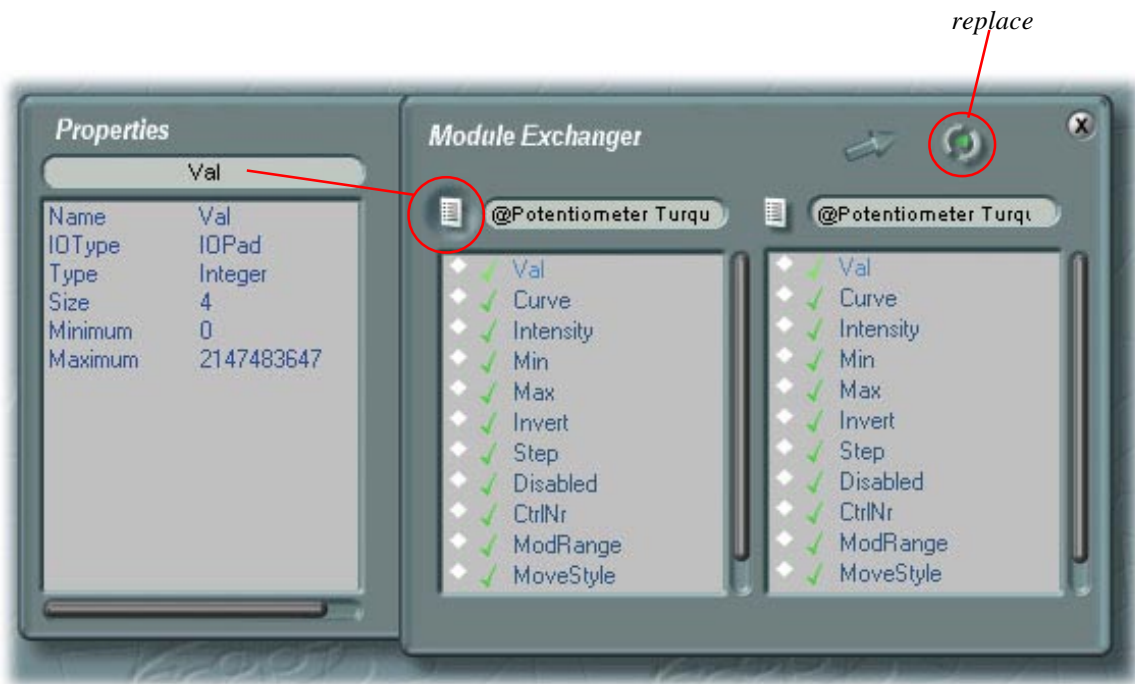 replace
Properties
Val
Name Val
IOType IOPad
Type Integer
Size 4
Minimum 0
Maximum 2147483647
Module Exchanger
X
@Potentiometer Turqu
Val
Curve
Intensity
Min
Max
Invert
Step
Disabled
CtrlNr
ModRange
MoveStyle
@Potentiometer Turqu
Val
Curve
Intensity
Min
Max
Invert
Step
Disabled
CtrlNr
ModRange
MoveStyle